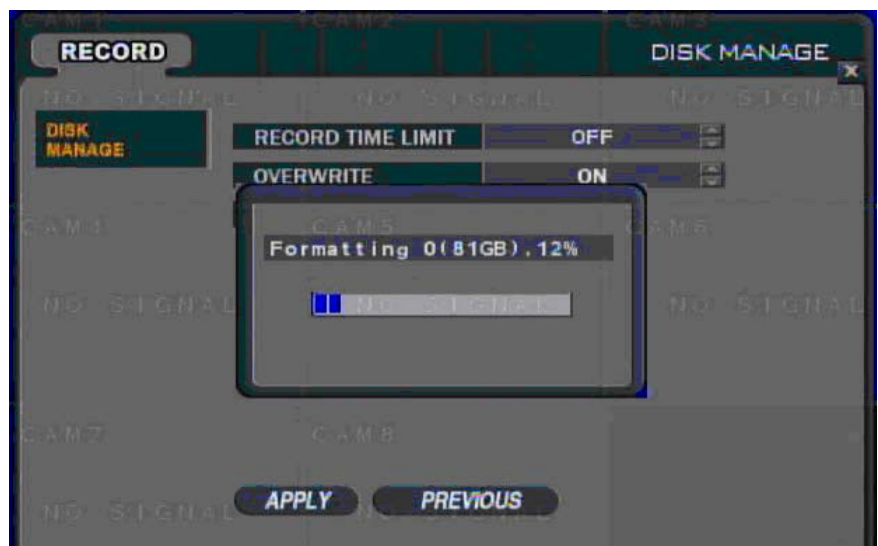 CAM1 CAM2 CAM3
RECORD DISK MANAGE
NO SIGNAL NO SIGNAL NO SIGNAL
DISK MANAGE
RECORD TIME LIMIT OFF
OVERWRITE ON
CAM4 CAM5 CAM6
Formatting 0(81GB),12%
NO SIGNAL NO SIGNAL NO SIGNAL
CAM7 CAM8
APPLY PREVIOUS
NO SIGNAL NO SIGNAL